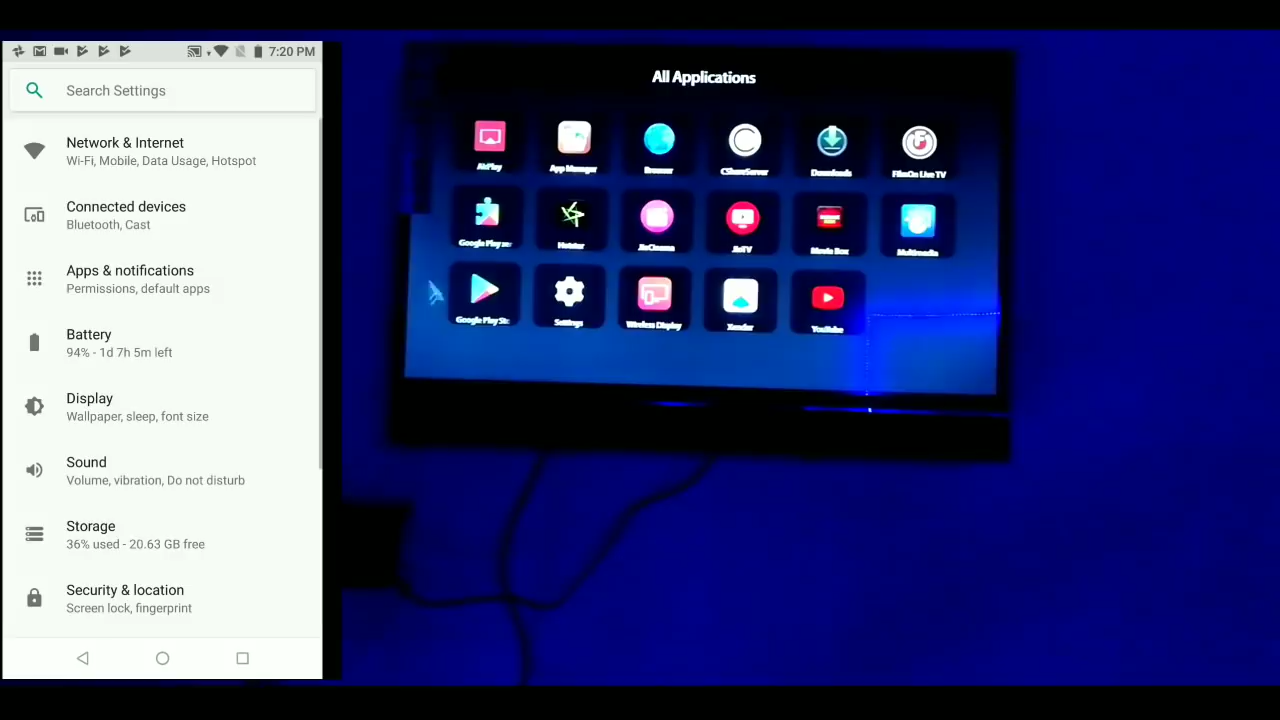 7:20 PM
Search Settings
Network & Internet
Wi-Fi, Mobile, Data Usage, Hotspot
Connected devices
Bluetooth, Cast
Apps & notifications
Permissions, default apps
Battery
94% - 1d 7h 5m left
Display
Wallpaper, sleep, font size
Sound
Volume, vibration, Do not disturb
Storage
36% used - 20.63 GB free
Security & location
Screen lock, fingerprint
All Applications
AirPlay
App Manager
Browser
CShareServer
Downloads
FilmOn Live TV
Google Play
Hotstar
JioCinema
JioTV
Movie Box
Multimedia
Google Play
Settings
Wireless Display
Xender
YouTube